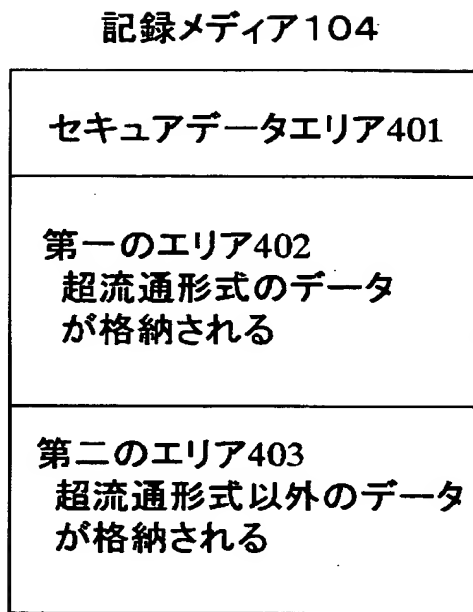 記録メディア104
セキュアデータエリア401
第一のエリア402
超流通形式のデータ
が格納される
第二のエリア403
超流通形式以外のデータ
が格納される